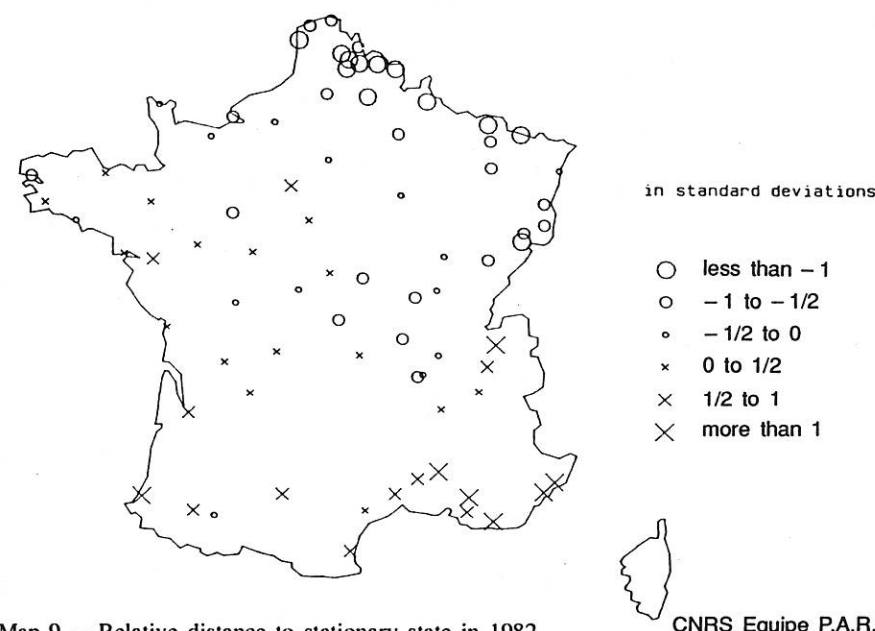 in standard deviations
less than – 1
– 1 to – 1/2
– 1/2 to 0
0 to 1/2
1/2 to 1
more than 1
Map 9 — Relative distance to stationary state in 1982
CNRS Equipe P.A.R.